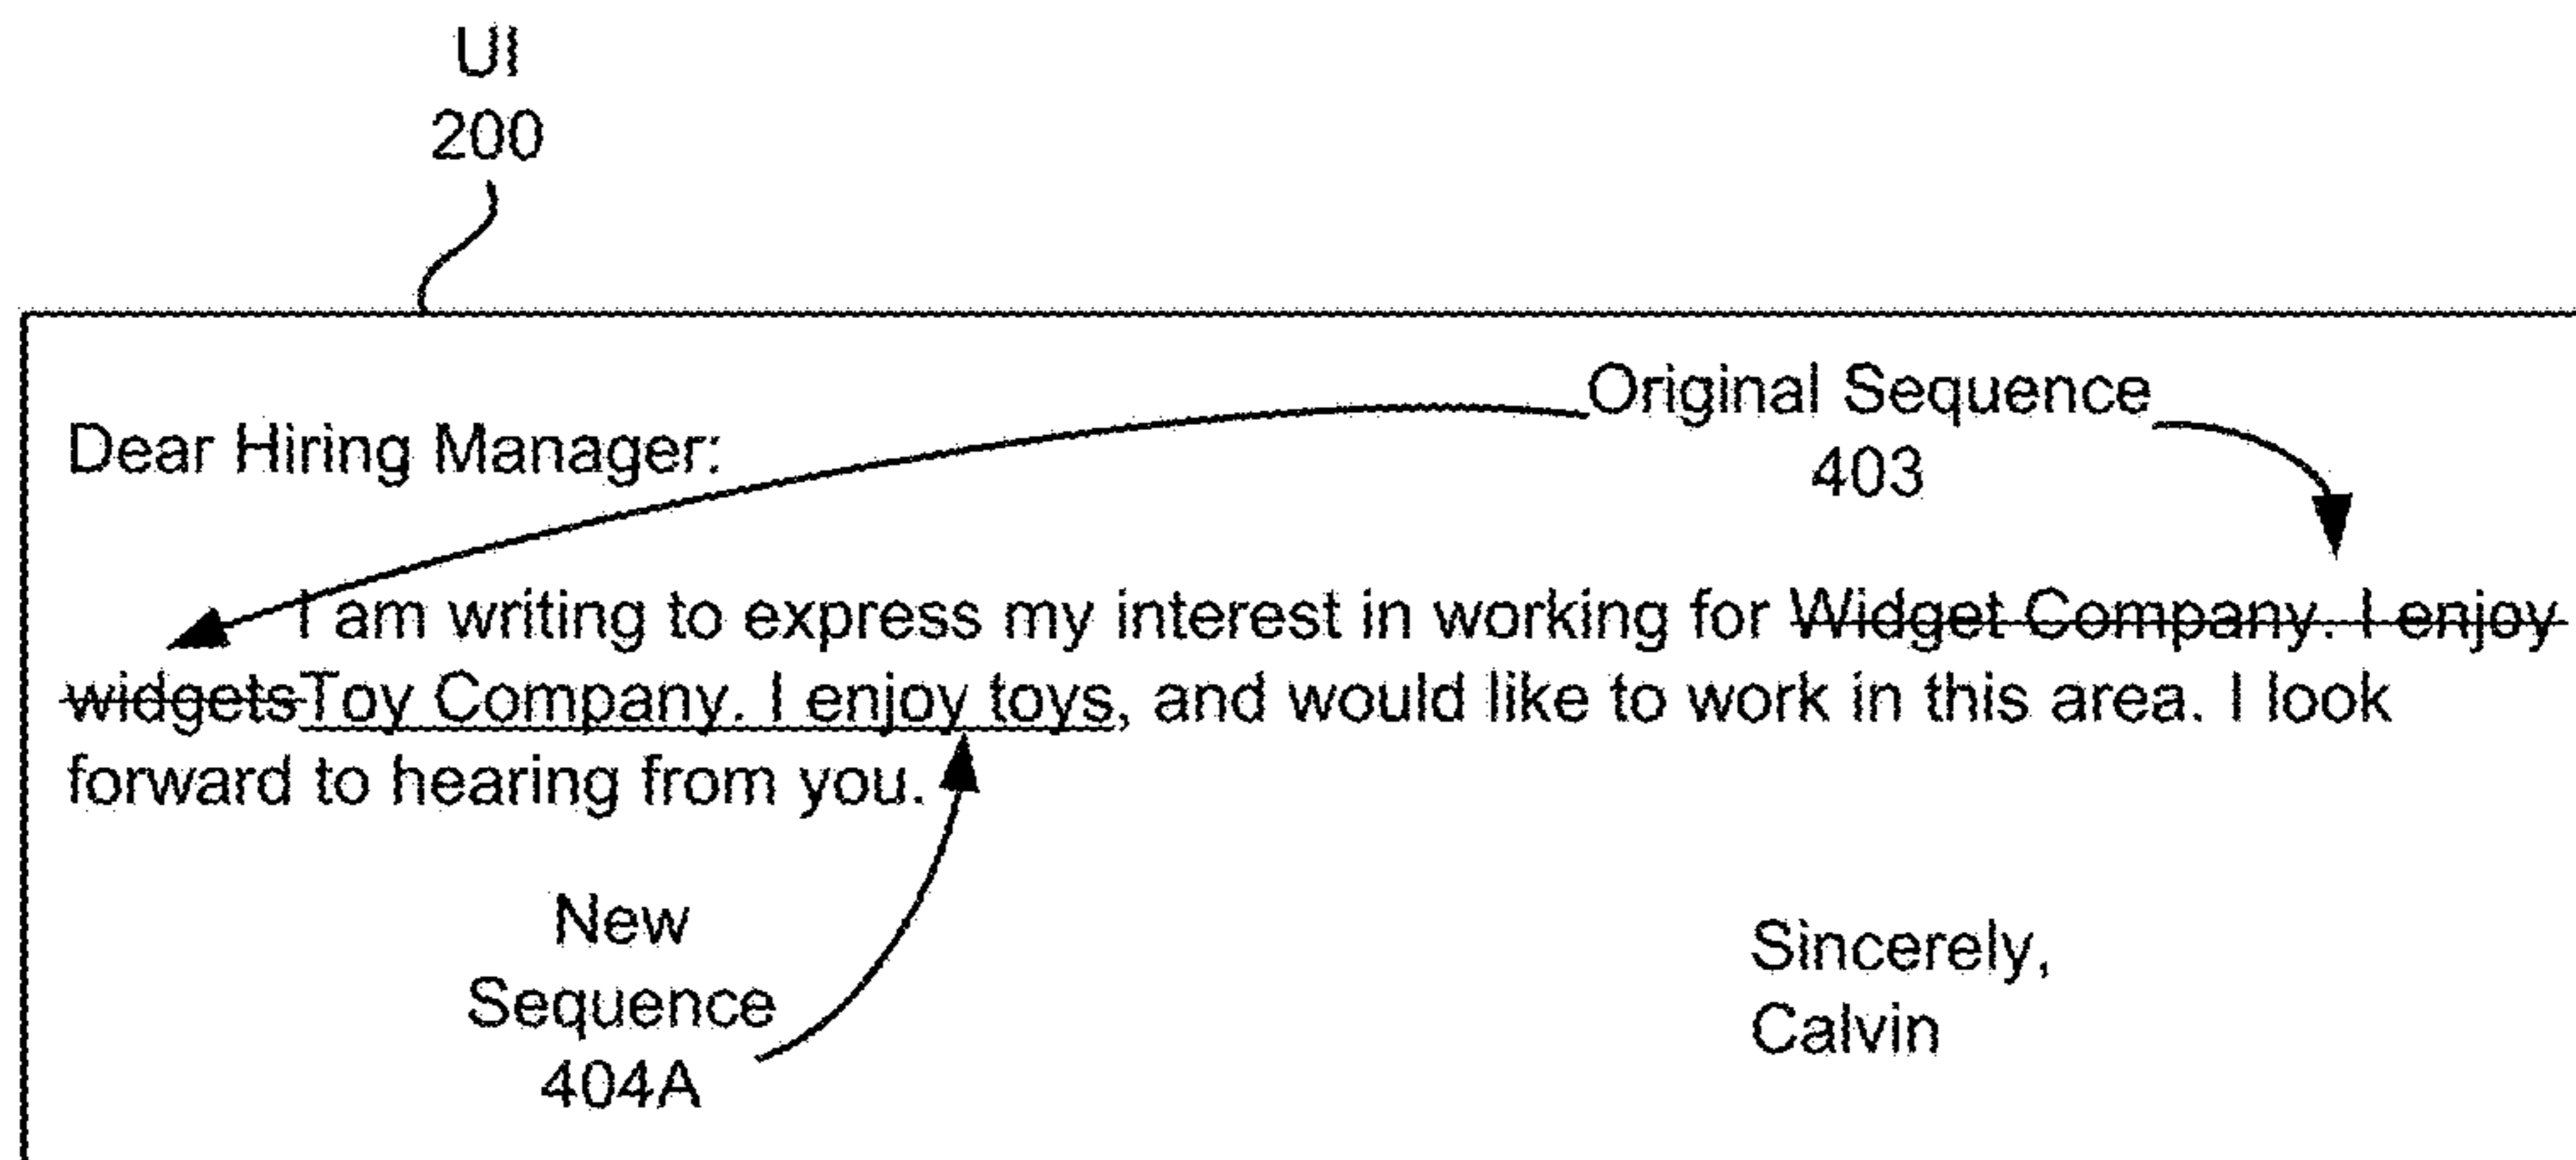 UI
200
Original Sequence
403
Dear Hiring Manager:
I am writing to express my interest in working for Widget Company. I enjoy
widgetsToy Company. I enjoy toys, and would like to work in this area. I look
forward to hearing from you.
New
Sequence
404A
Sincerely,
Calvin